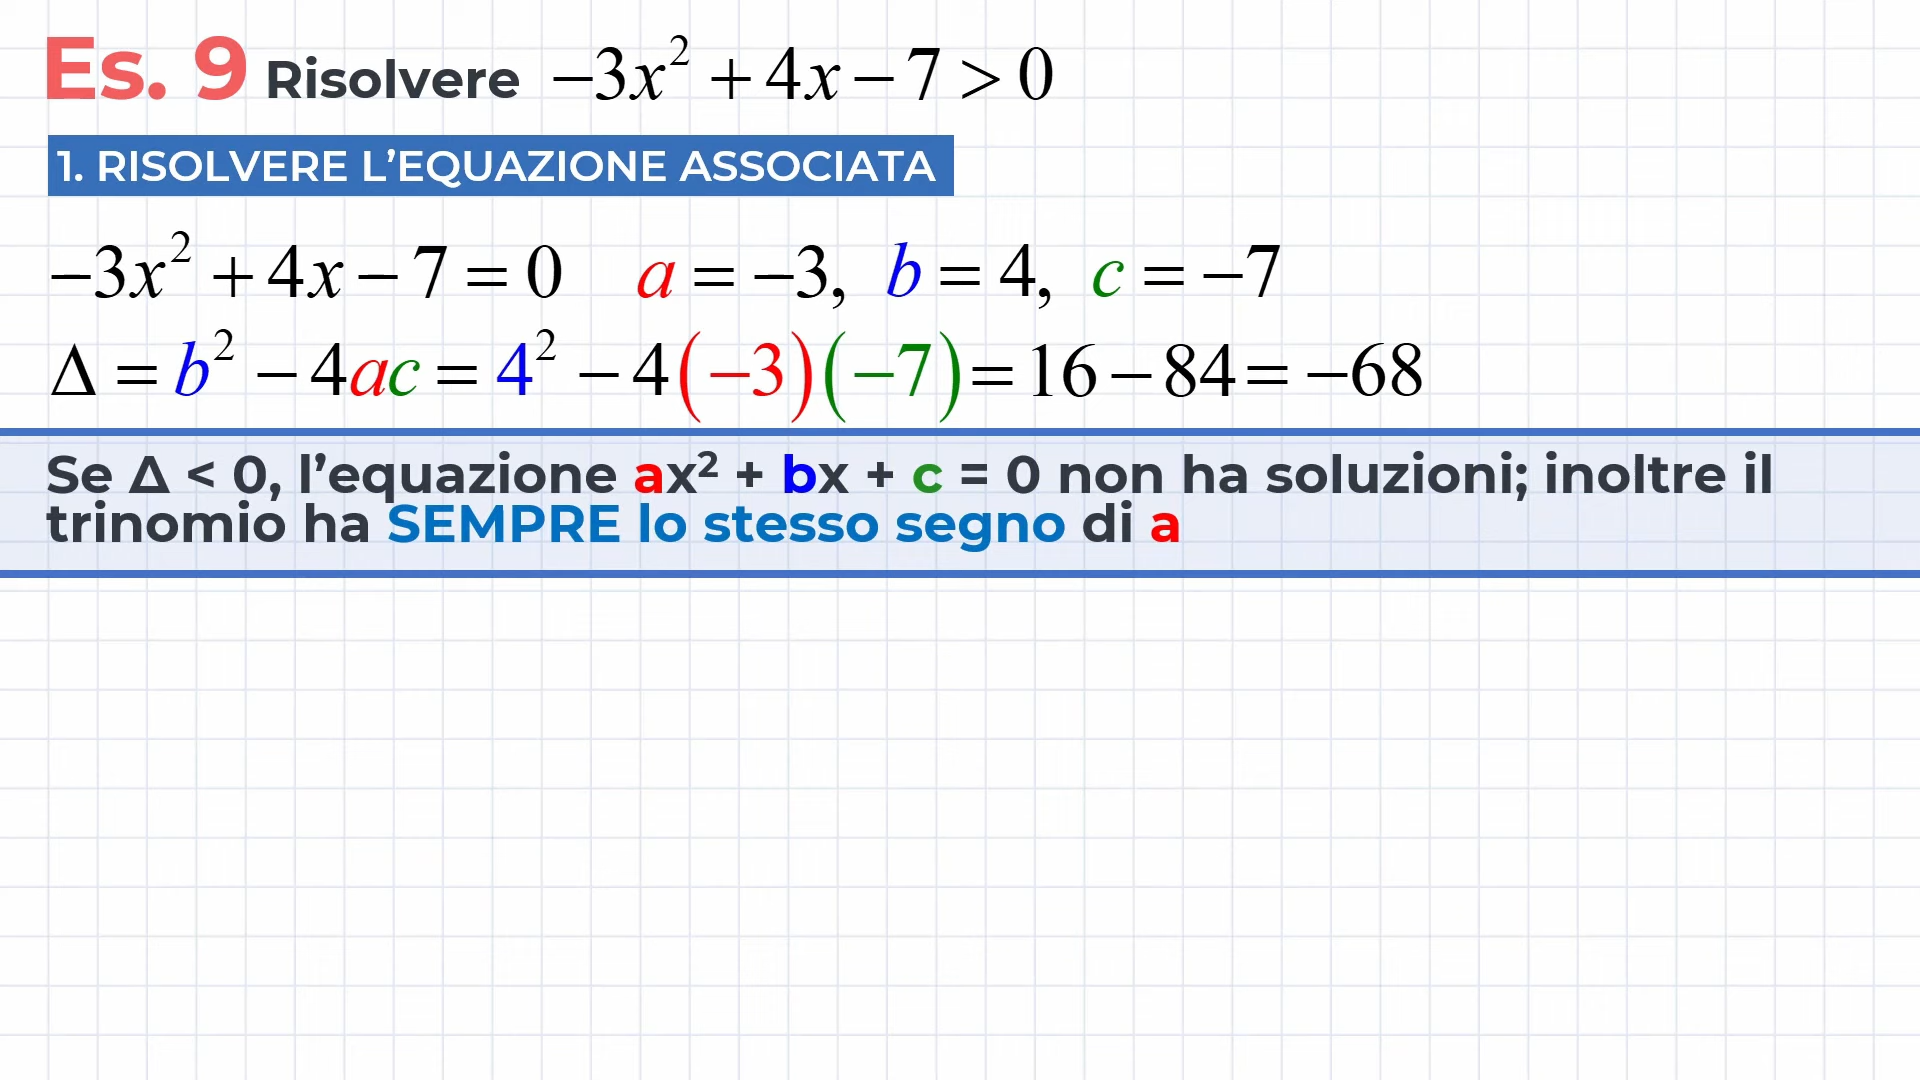 Es. 9 Risolvere −3x² + 4x − 7 > 0
1. RISOLVERE L’EQUAZIONE ASSOCIATA
−3x² + 4x − 7 = 0 a = −3, b = 4, c = −7
Δ = b² − 4ac = 4² − 4(−3)(−7) = 16 − 84 = −68
Se Δ < 0, l’equazione ax² + bx + c = 0 non ha soluzioni; inoltre il
trinomio ha SEMPRE lo stesso segno di a